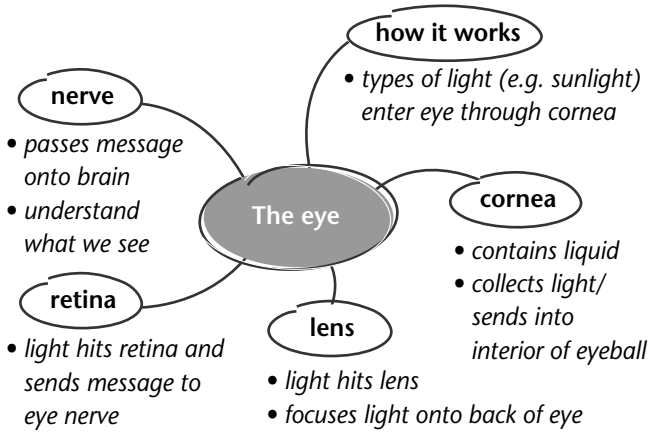 how it works
• types of light (e.g. sunlight)
enter eye through cornea
nerve
• passes message
onto brain
• understand
what we see
The eye
cornea
• contains liquid
• collects light/
sends into
interior of eyeball
retina
• light hits retina and
sends message to
eye nerve
lens
• light hits lens
• focuses light onto back of eye